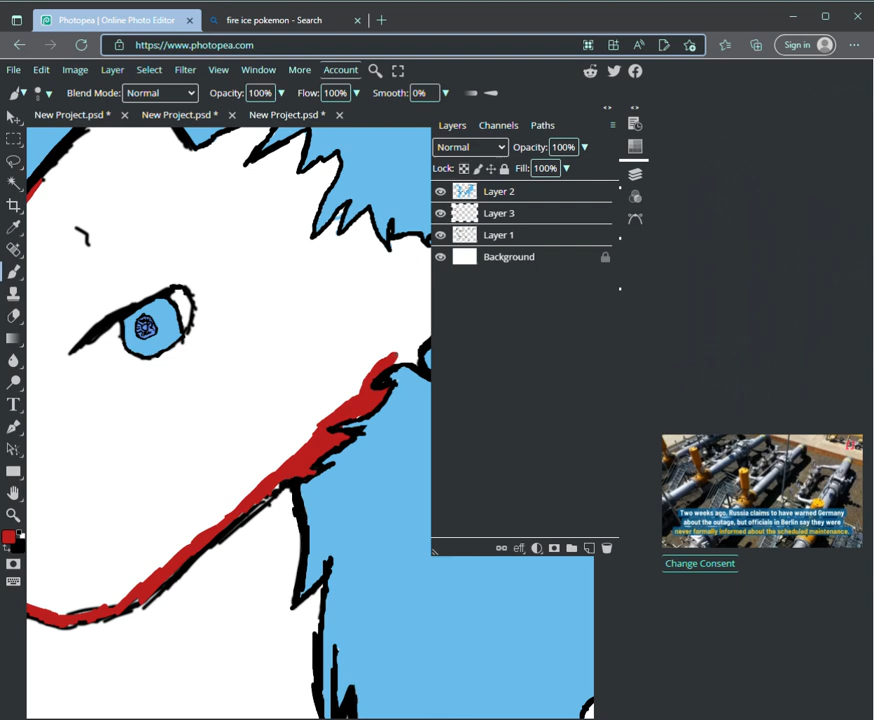 Photopea | Online Photo Editor
fire ice pokemon - Search
https://www.photopea.com
Sign in
File Edit Image Layer Select Filter View Window More Account
Blend Mode: Normal Opacity: 100% Flow: 100% Smooth: 0%
New Project.psd * New Project.psd * New Project.psd *
Layers Channels Paths
Normal Opacity: 100%
Lock: Fill: 100%
Layer 2
Layer 3
Layer 1
Background
eff
Two weeks ago, Russia claims to have warned Germany
about the outage, but officials in Berlin say they were
never formally informed about the scheduled maintenance.
Change Consent